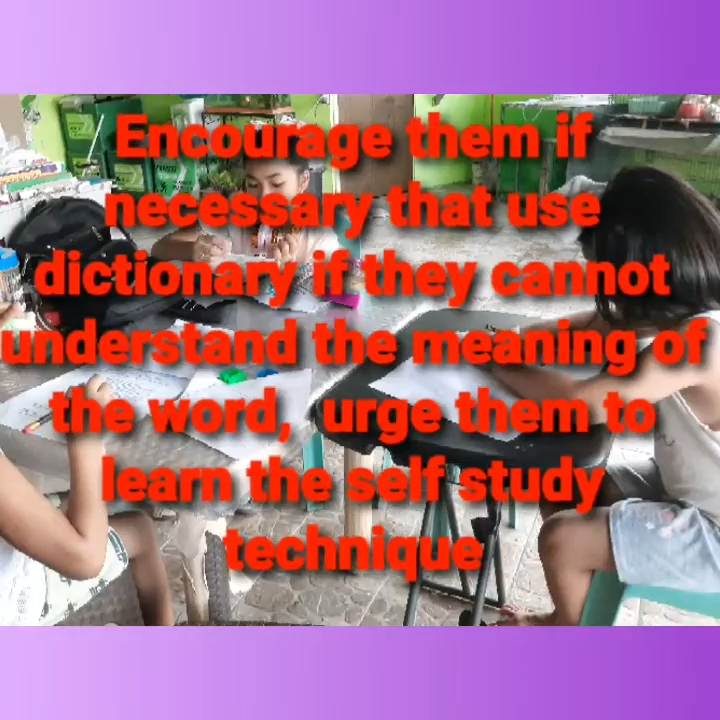 Encourage them if
necessary that use
dictionary if they cannot
understand the meaning of
the word, urge them to
learn the self study
technique